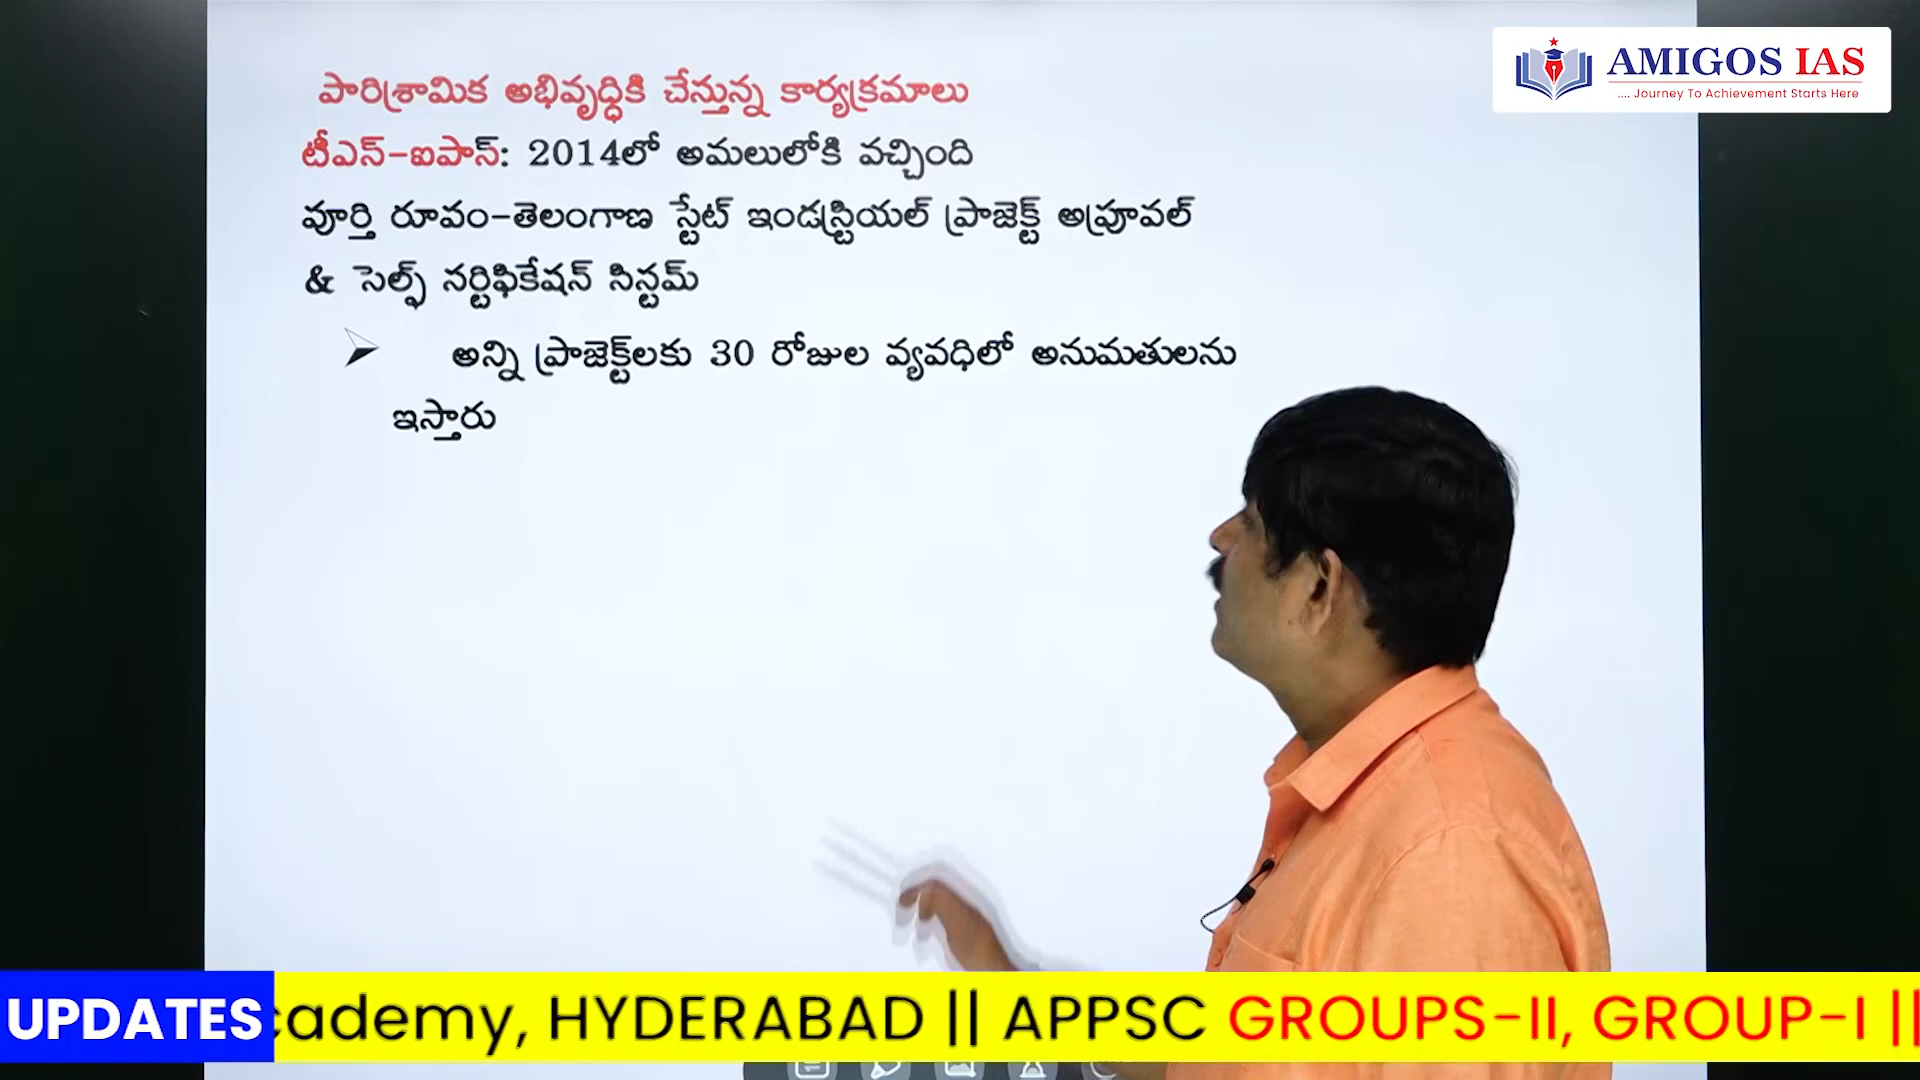 AMIGOS IAS
.... Journey To Achievement Starts Here
పారిశ్రామిక అభివృద్ధికి చేస్తున్న కార్యక్రమాలు
టీఎస్-ఐపాస్: 2014లో అమలులోకి వచ్చింది
పూర్తి రూపం-తెలంగాణ స్టేట్ ఇండస్ట్రియల్ ప్రాజెక్ట్ అప్రూవల్
& సెల్ఫ్ సర్టిఫికేషన్ సిస్టమ్
అన్ని ప్రాజెక్ట్‌లకు 30 రోజుల వ్యవధిలో అనుమతులను
ఇస్తారు
UPDATES cademy, HYDERABAD || APPSC GROUPS-II, GROUP-I ||